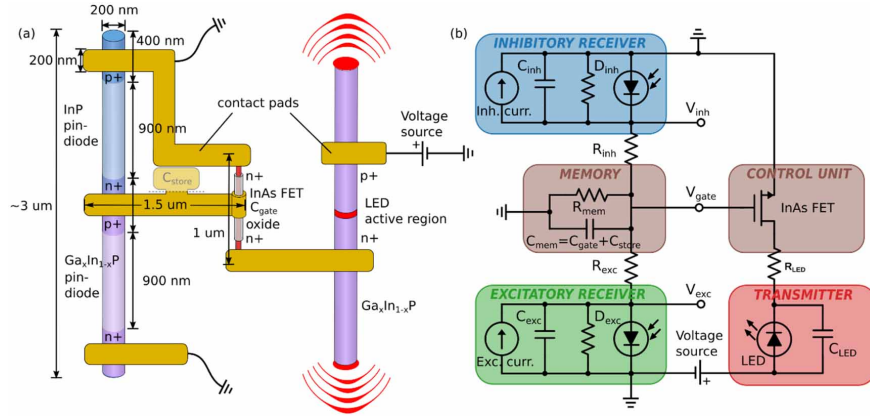 (a)
200 nm
400 nm
200 nm
p+
InP
pin-
diode
900 nm
contact pads
Voltage
source
+
C_store
n+
n+
p+
~3 um
1.5 um
InAs FET
C_gate
oxide
LED
active region
p+
1 um
n+
n+
Ga_xIn_1-xP
pin-
diode
900 nm
Ga_xIn_1-xP
n+
(b)
INHIBITORY RECEIVER
C_inh
D_inh
Inh. curr.
V_inh
R_inh
MEMORY
CONTROL UNIT
V_gate
InAs FET
R_mem
C_mem=C_gate+C_store
R_exc
R_LED
EXCITATORY RECEIVER
V_exc
TRANSMITTER
C_exc
D_exc
Voltage
source
Exc. curr.
LED
C_LED
+